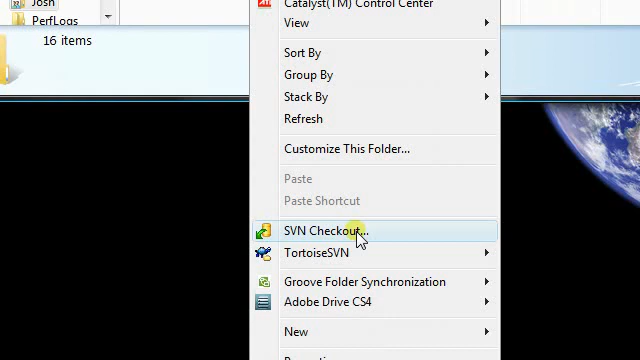 Josh
PerfLogs
16 items
Catalyst(TM) Control Center
View
Sort By
Group By
Stack By
Refresh
Customize This Folder...
Paste
Paste Shortcut
SVN Checkout...
TortoiseSVN
Groove Folder Synchronization
Adobe Drive CS4
New